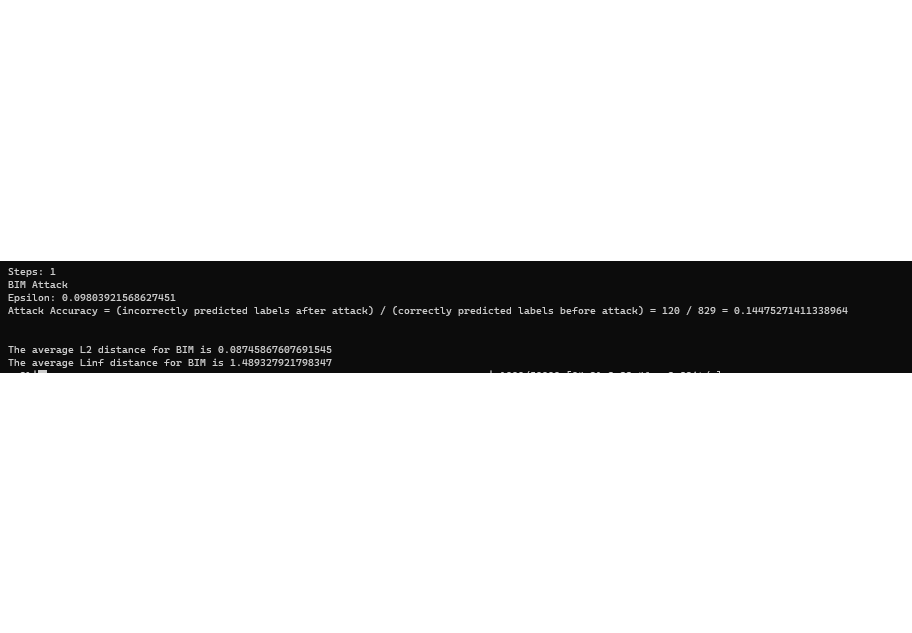 Steps: 1
BIM Attack
Epsilon: 0.09803921568627451
Attack Accuracy = (incorrectly predicted labels after attack) / (correctly predicted labels before attack) = 120 / 829 = 0.14475271411338964
The average L2 distance for BIM is 0.08745867607691545
The average Linf distance for BIM is 1.489327921798347